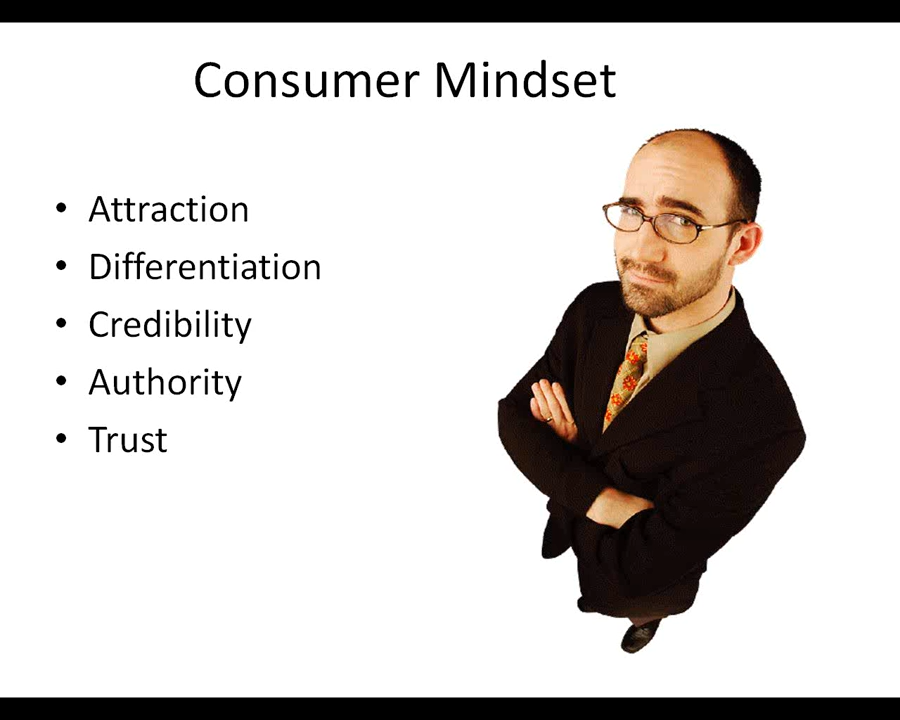 Consumer Mindset
• Attraction
• Differentiation
• Credibility
• Authority
• Trust